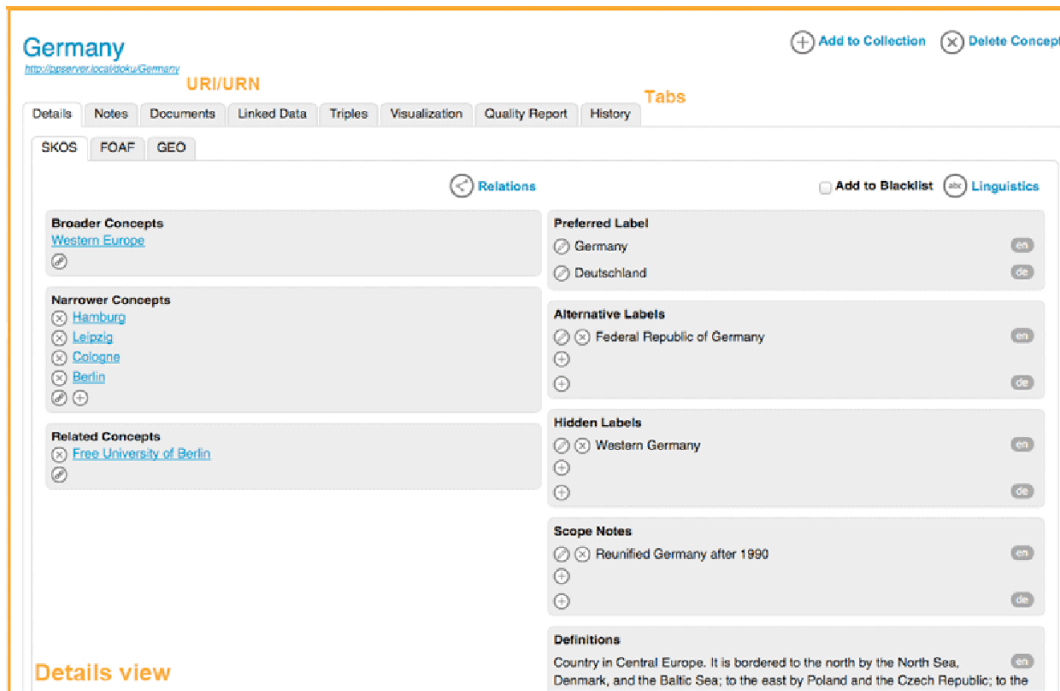 Germany
http://ppserver.local/doku/Germany
URI/URN
Add to Collection
Delete Concept
Tabs
Details Notes Documents Linked Data Triples Visualization Quality Report History
SKOS FOAF GEO
Relations
Add to Blacklist abc Linguistics
Broader Concepts
Western Europe
Narrower Concepts
Hamburg
Leipzig
Cologne
Berlin
Related Concepts
Free University of Berlin
Preferred Label
Germany en
Deutschland de
Alternative Labels
Federal Republic of Germany en
de
Hidden Labels
Western Germany en
de
Scope Notes
Reunified Germany after 1990 en
de
Definitions
Country in Central Europe. It is bordered to the north by the North Sea, en
Denmark, and the Baltic Sea; to the east by Poland and the Czech Republic; to the
Details view